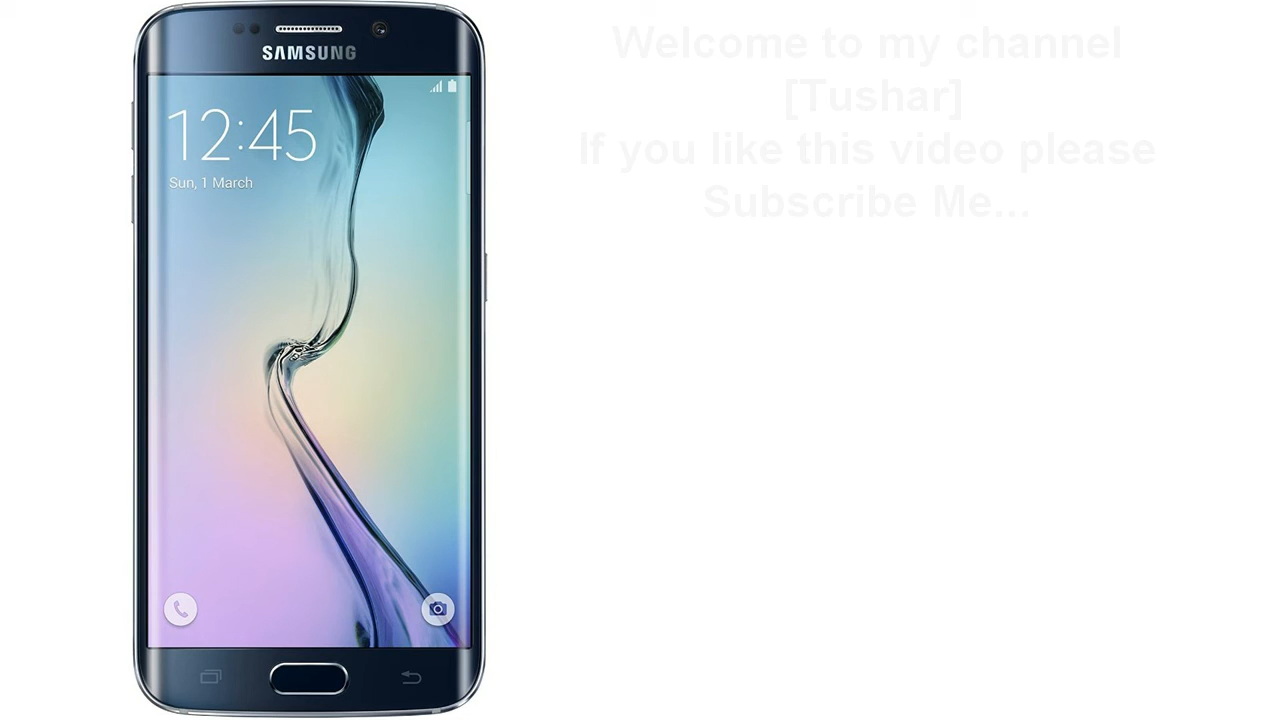 SAMSUNG
12:45
Sun, 1 March
Welcome to my channel
[Tushar]
If you like this video please
Subscribe Me...